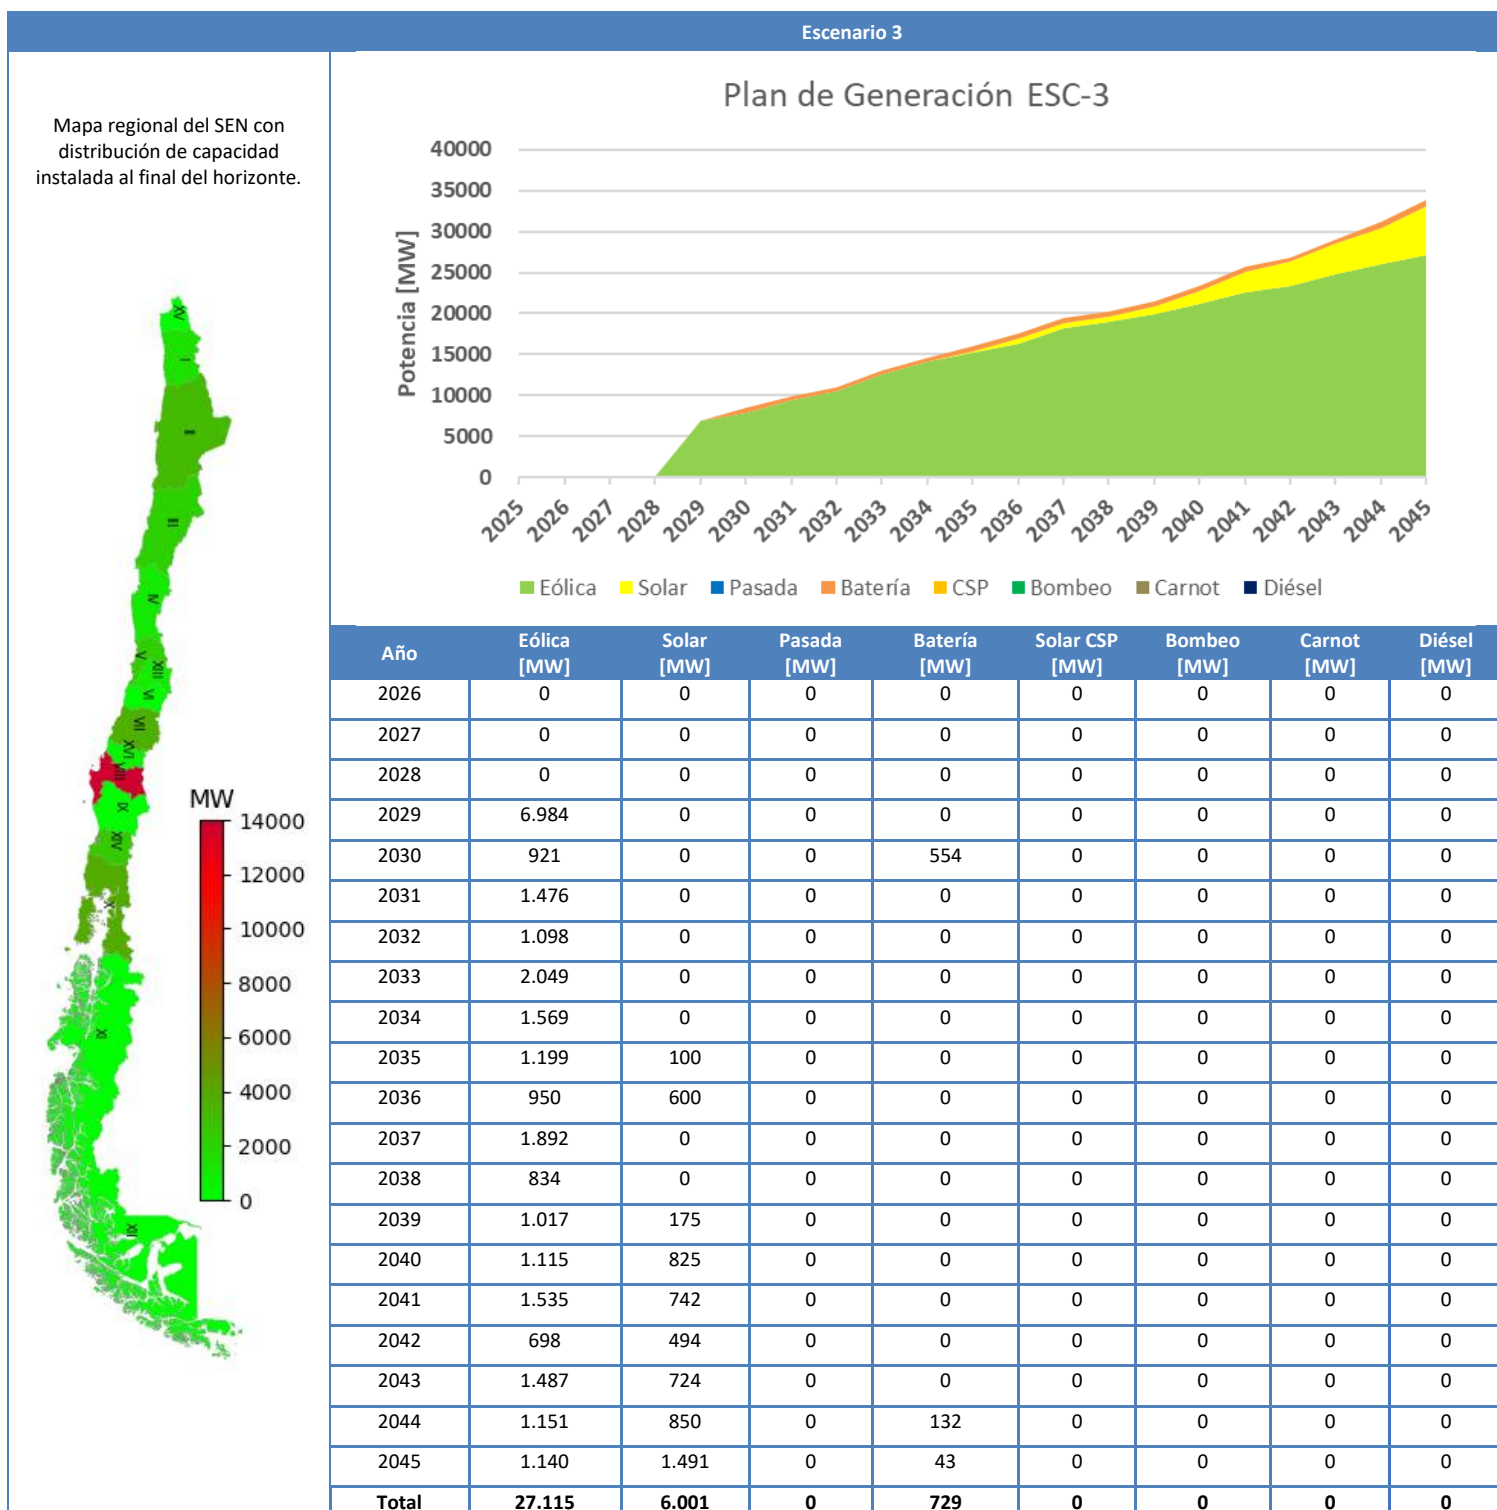 Escenario 3
Mapa regional del SEN con
distribución de capacidad
instalada al final del horizonte.
XV
I
II
III
IV
V
XIII
VI
VII
XVI
VIII
IX
XIV
X
XI
XII
MW
14000
12000
10000
8000
6000
4000
2000
0
Plan de Generación ESC-3
Potencia [MW]
40000
35000
30000
25000
20000
15000
10000
5000
0
2025 2026 2027 2028 2029 2030 2031 2032 2033 2034 2035 2036 2037 2038 2039 2040 2041 2042 2043 2044 2045
Eólica Solar Pasada Batería CSP Bombeo Carnot Diésel
Año Eólica [MW] Solar [MW] Pasada [MW] Batería [MW] Solar CSP [MW] Bombeo [MW] Carnot [MW] Diésel [MW]
2026 0 0 0 0 0 0 0 0
2027 0 0 0 0 0 0 0 0
2028 0 0 0 0 0 0 0 0
2029 6.984 0 0 0 0 0 0 0
2030 921 0 0 554 0 0 0 0
2031 1.476 0 0 0 0 0 0 0
2032 1.098 0 0 0 0 0 0 0
2033 2.049 0 0 0 0 0 0 0
2034 1.569 0 0 0 0 0 0 0
2035 1.199 100 0 0 0 0 0 0
2036 950 600 0 0 0 0 0 0
2037 1.892 0 0 0 0 0 0 0
2038 834 0 0 0 0 0 0 0
2039 1.017 175 0 0 0 0 0 0
2040 1.115 825 0 0 0 0 0 0
2041 1.535 742 0 0 0 0 0 0
2042 698 494 0 0 0 0 0 0
2043 1.487 724 0 0 0 0 0 0
2044 1.151 850 0 132 0 0 0 0
2045 1.140 1.491 0 43 0 0 0 0
Total 27.115 6.001 0 729 0 0 0 0